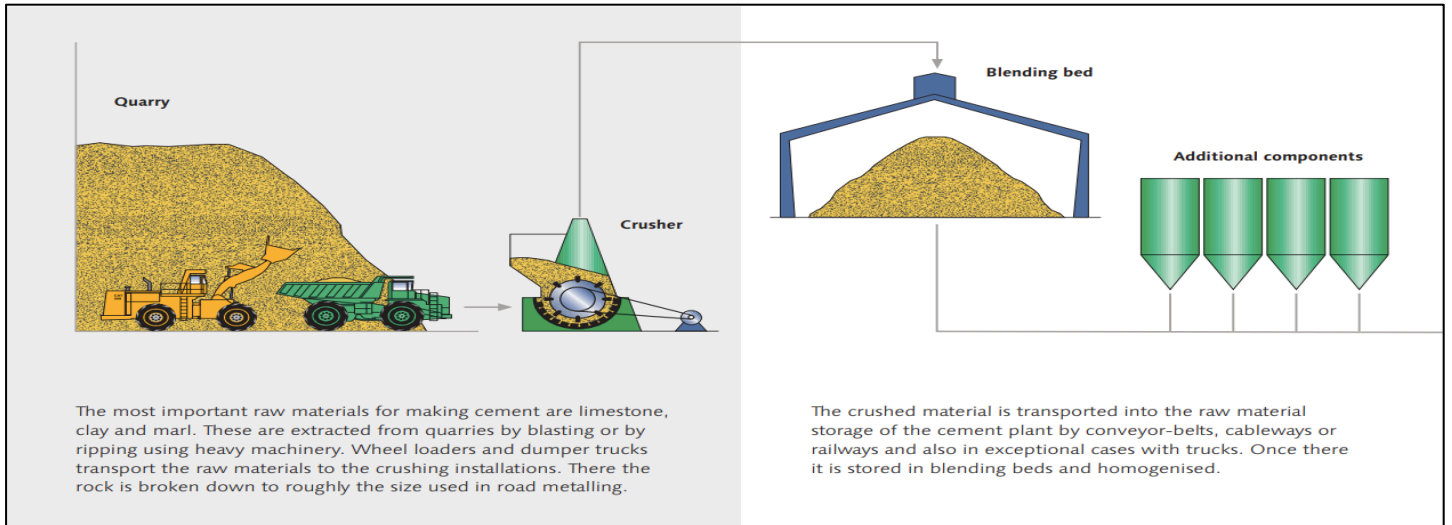 Quarry
Crusher
The most important raw materials for making cement are limestone,
clay and marl. These are extracted from quarries by blasting or by
ripping using heavy machinery. Wheel loaders and dumper trucks
transport the raw materials to the crushing installations. There the
rock is broken down to roughly the size used in road metalling.
Blending bed
Additional components
The crushed material is transported into the raw material
storage of the cement plant by conveyor-belts, cableways or
railways and also in exceptional cases with trucks. Once there
it is stored in blending beds and homogenised.